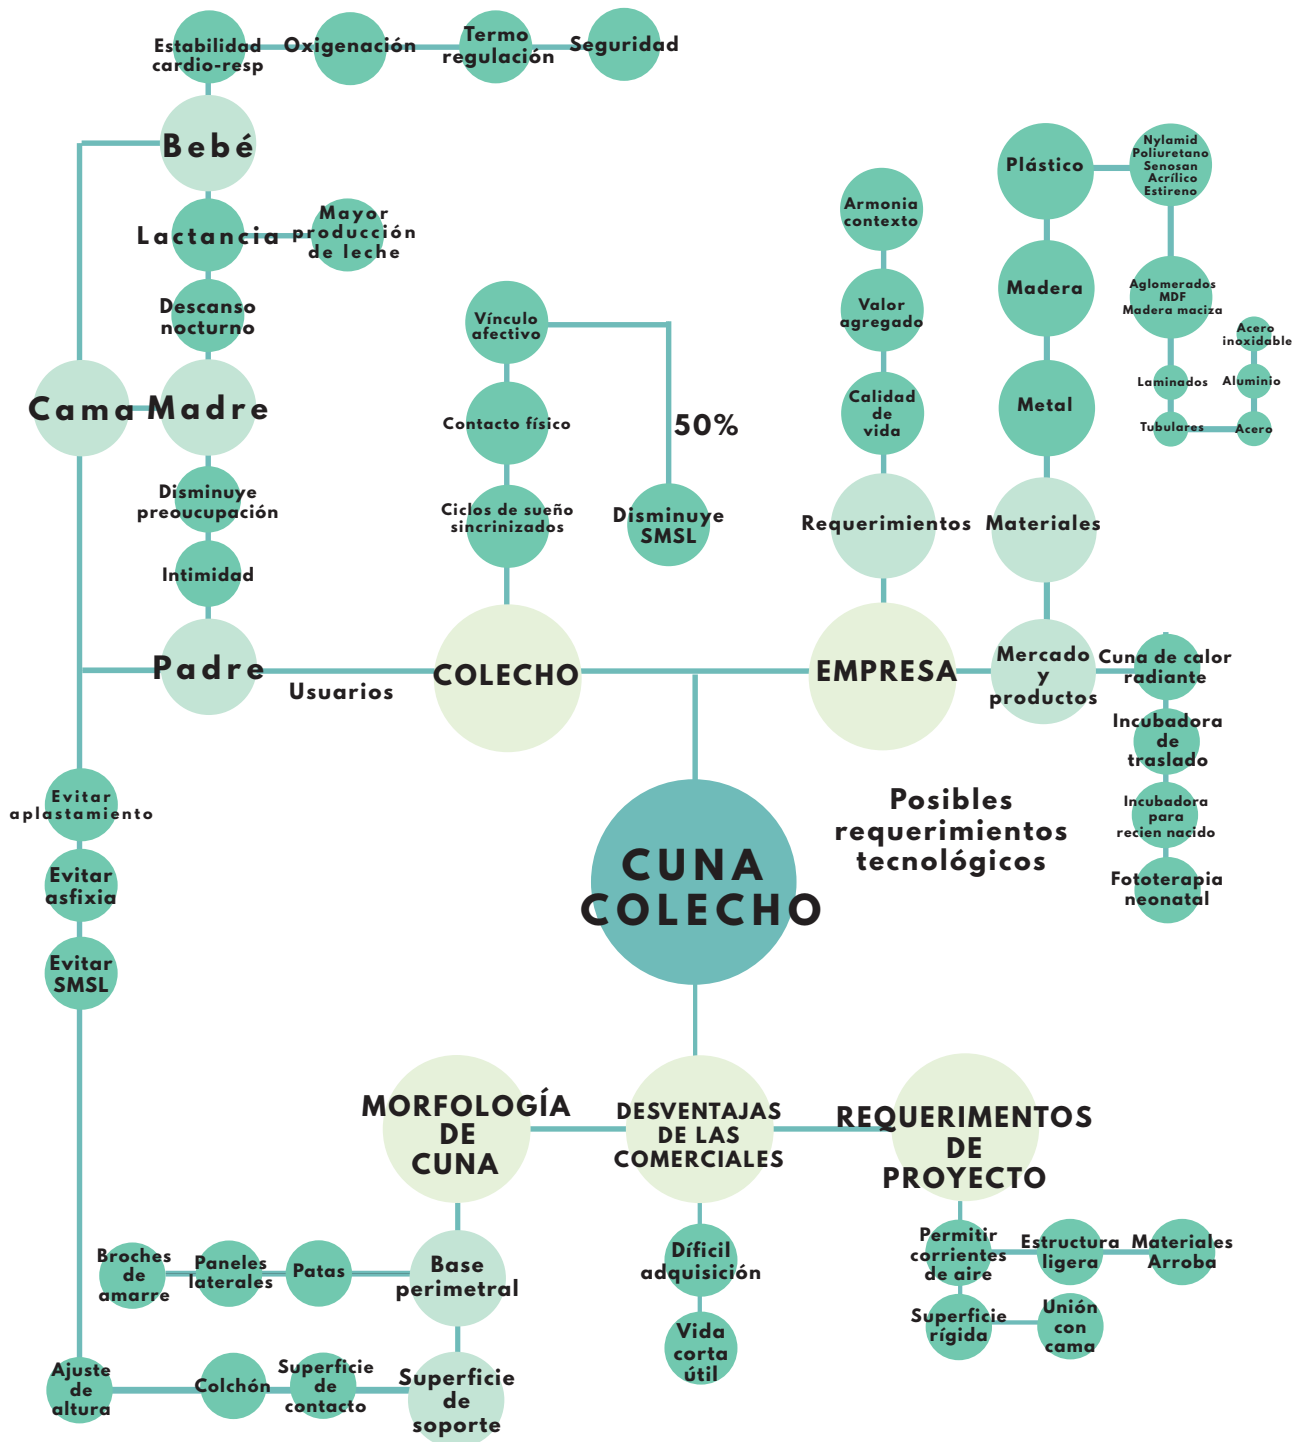 Estabilidad
cardio-resp
Oxigenación
Termo
regulación
Seguridad
Bebé
Lactancia
Mayor
producción
de leche
Descanso
nocturno
Cama
Madre
Disminuye
preoucupación
Intimidad
Padre
Usuarios
COLECHO
Vínculo
afectivo
Contacto físico
Ciclos de sueño
sincrinizados
50%
Disminuye
SMSL
Armonia
contexto
Valor
agregado
Calidad
de
vida
Requerimientos
EMPRESA
Plástico
Madera
Metal
Materiales
Mercado
y
productos
Nylamid
Poliuretano
Senosan
Acrílico
Estireno
Aglomerados
MDF
Madera maciza
Laminados
Tubulares
Acero
inoxidable
Aluminio
Acero
Cuna de calor
radiante
Incubadora
de
traslado
Incubadora
para
recien nacido
Fototerapia
neonatal
Posibles
requerimientos
tecnológicos
CUNA
COLECHO
Evitar
aplastamiento
Evitar
asfixia
Evitar
SMSL
MORFOLOGÍA
DE
CUNA
DESVENTAJAS
DE LAS
COMERCIALES
REQUERIMENTOS
DE
PROYECTO
Broches
de
amarre
Paneles
laterales
Patas
Base
perimetral
Ajuste
de
altura
Colchón
Superficie
de
contacto
Superficie
de
soporte
Díficil
adquisición
Vida
corta
útil
Permitir
corrientes
de aire
Estructura
ligera
Materiales
Arroba
Superficie
rígida
Unión
con
cama